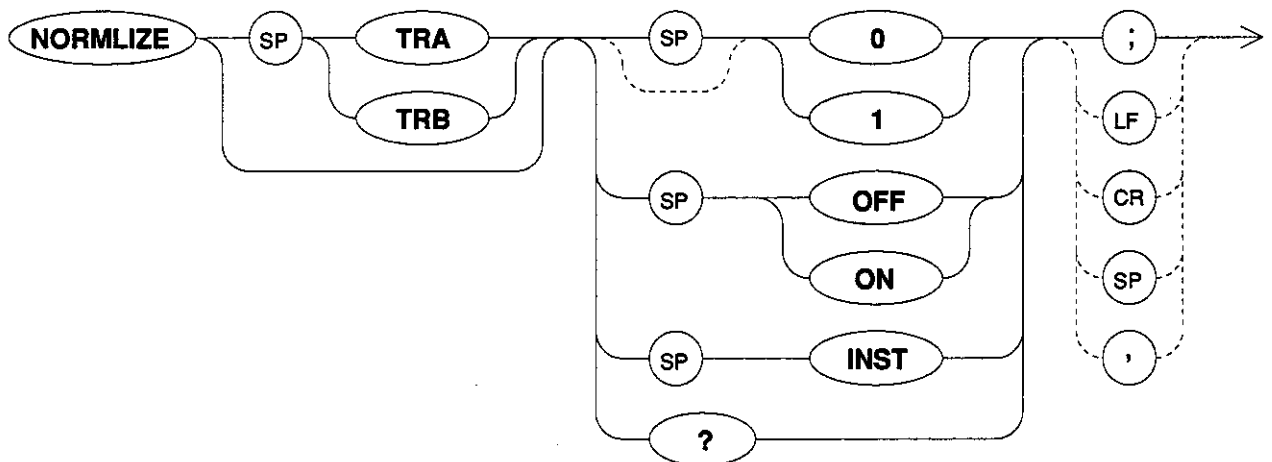 NORMLIZE SP TRA SP 0 ;
TRB 1 LF
SP OFF CR
ON SP
SP INST ,
?